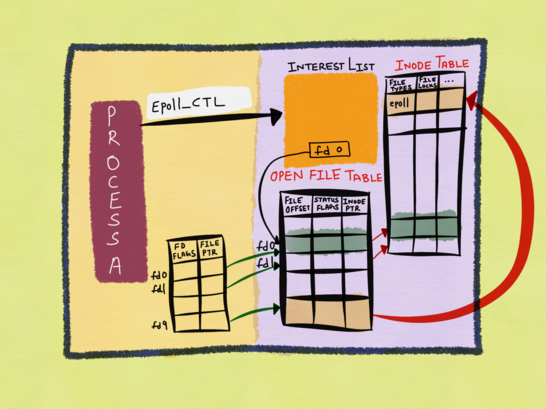 INTEREST LIST
INODE TABLE
EPOLL_CTL
FILE TYPES
FILE LOCKS
...
epoll
PROCESS A
fd 0
OPEN FILE TABLE
FILE OFFSET
STATUS FLAGS
INODE PTR
FD FLAGS
FILE PTR
fd0
fd1
fd0
fd1
fd9